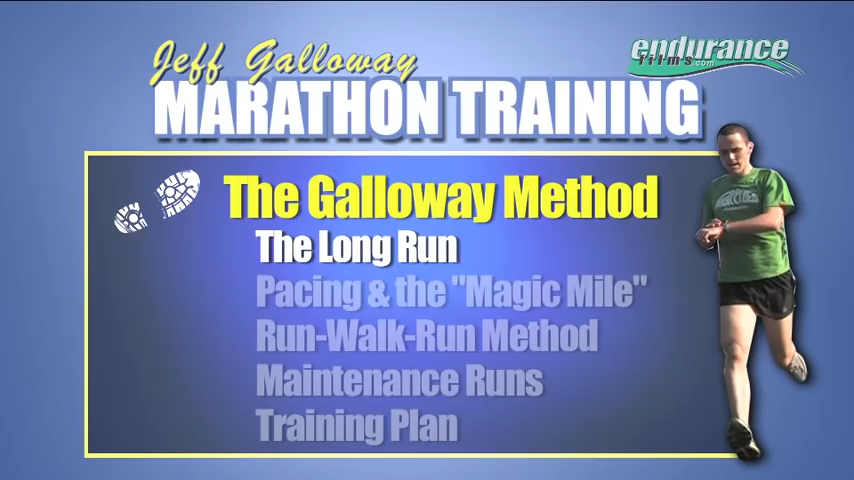 Jeff Galloway
endurance
films.com
MARATHON TRAINING
The Galloway Method
The Long Run
Pacing & the "Magic Mile"
Run-Walk-Run Method
Maintenance Runs
Training Plan